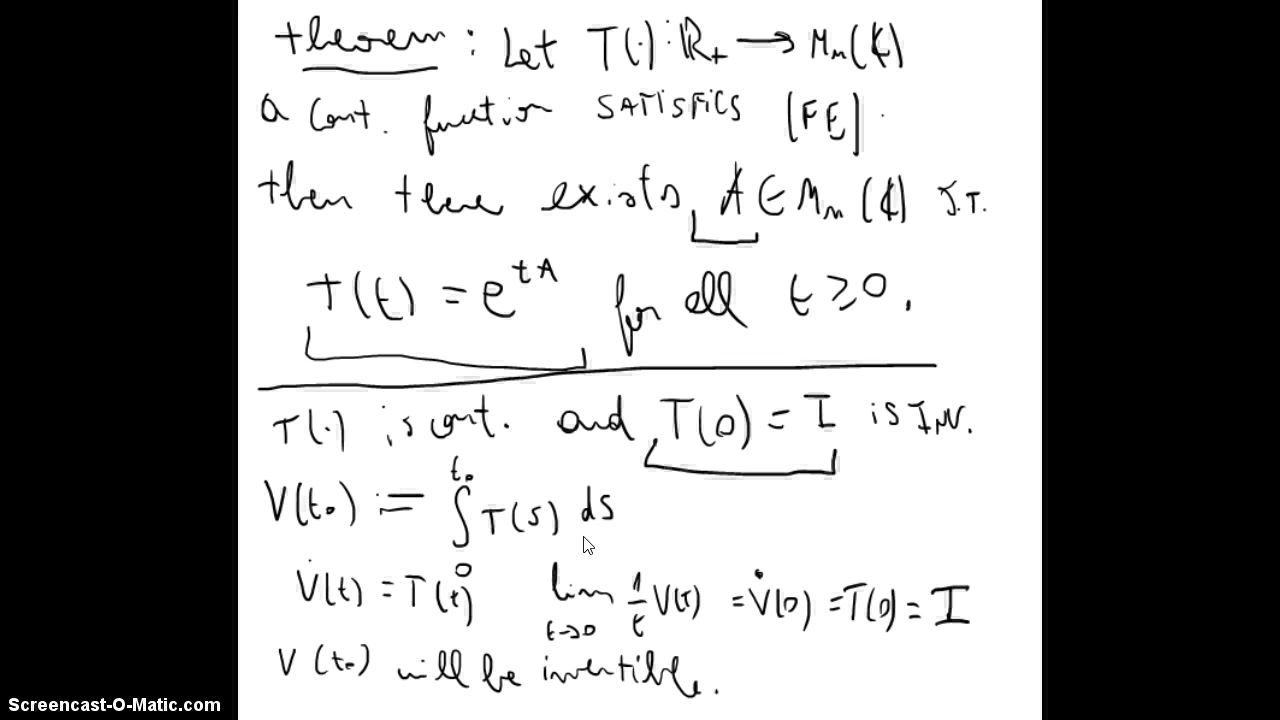 theorem : Let T(·) : ℝ₊ → Mₙ(ℂ)
a cont. function SATISFIES [FE].
then there exists A ∈ Mₙ(ℂ) s.t.
T(t) = e^{tA} for all t ≥ 0.
T(·) is cont. and T(0) = I is Inv.
V(t₀) := ∫₀^{t₀} T(s) ds
V̇(t) = T(t) lim_{t→0} 1/t V(t) = V̇(0) = T(0) = I
V(t₀) will be invertible.
Screencast-O-Matic.com